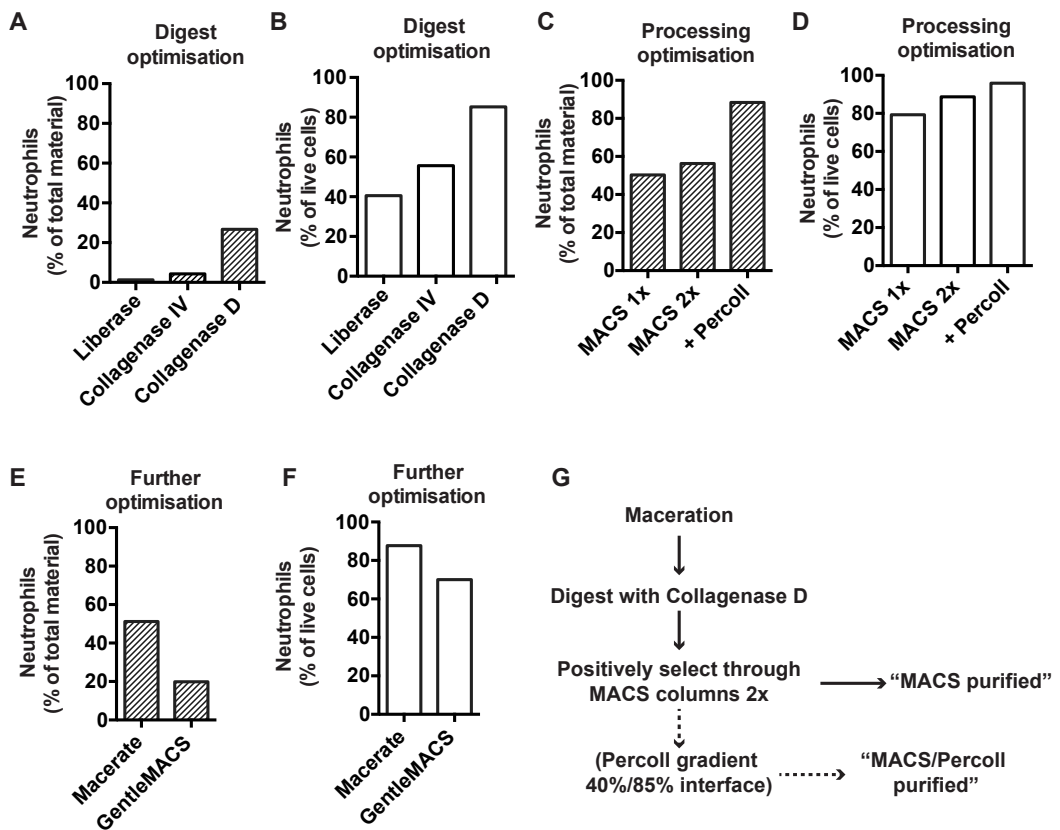 A
Digest
optimisation
Neutrophils
(% of total material)
100
80
60
40
20
0
Liberase
Collagenase IV
Collagenase D
B
Digest
optimisation
Neutrophils
(% of live cells)
100
80
60
40
20
0
Liberase
Collagenase IV
Collagenase D
C
Processing
optimisation
Neutrophils
(% of total material)
100
80
60
40
20
0
MACS 1x
MACS 2x
+ Percoll
D
Processing
optimisation
Neutrophils
(% of live cells)
100
80
60
40
20
0
MACS 1x
MACS 2x
+ Percoll
E
Further
optimisation
Neutrophils
(% of total material)
100
80
60
40
20
0
Macerate
GentleMACS
F
Further
optimisation
Neutrophils
(% of live cells)
100
80
60
40
20
0
Macerate
GentleMACS
G
Maceration
Digest with Collagenase D
Positively select through
MACS columns 2x
“MACS purified”
(Percoll gradient
40%/85% interface)
“MACS/Percoll
purified”